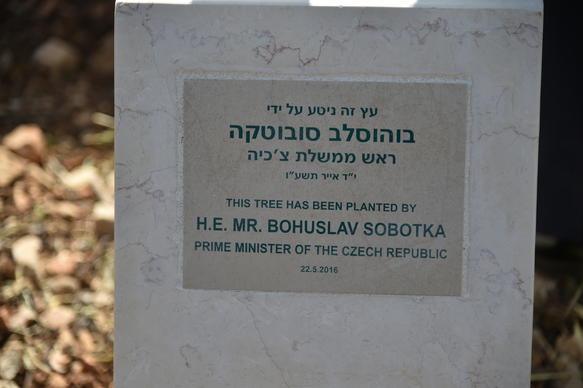 עץ זה ניטע על ידי
בוהוסלב סובוטקה
ראש ממשלת צ'כיה
י"ד אייר תשע"ו
THIS TREE HAS BEEN PLANTED BY
H.E. MR. BOHUSLAV SOBOTKA
PRIME MINISTER OF THE CZECH REPUBLIC
22.5.2016